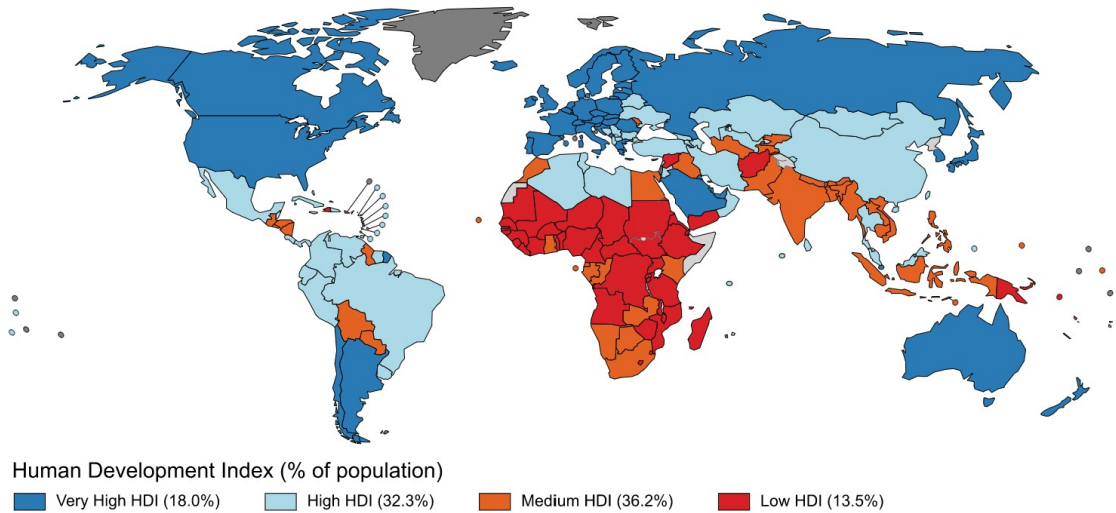 Human Development Index (% of population)
Very High HDI (18.0%) High HDI (32.3%) Medium HDI (36.2%) Low HDI (13.5%)